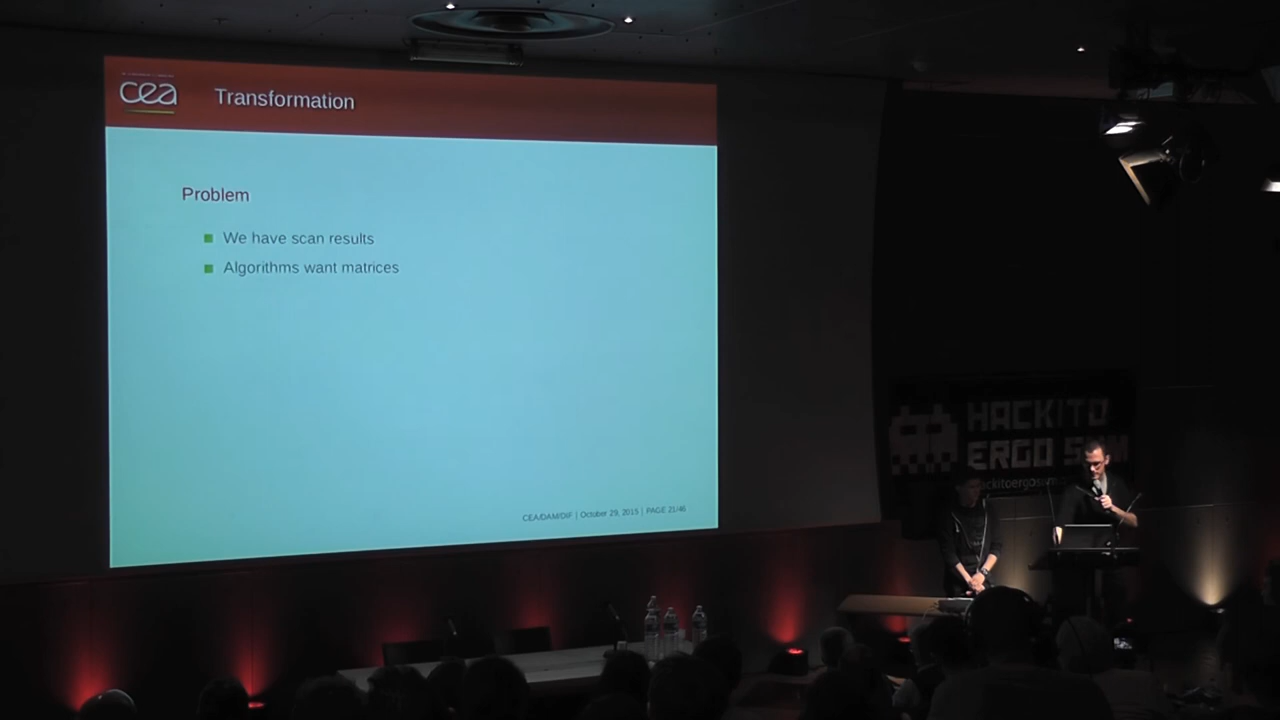 cea
Transformation
Problem
We have scan results
Algorithms want matrices
CEA/DAM/DIF | October 29, 2015 | PAGE 21/46
HACKITO
ERGO SUM